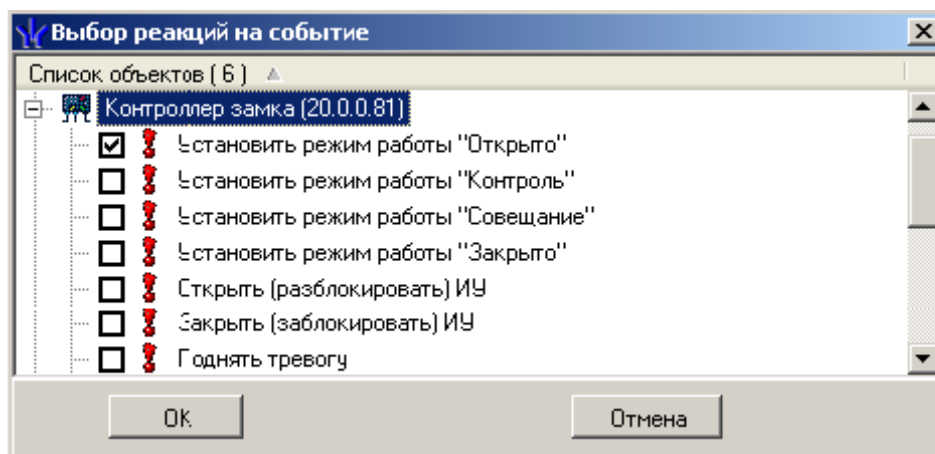 Выбор реакций на событие
Список объектов ( 6 )
Контроллер замка (20.0.0.81)
Установить режим работы "Открыто"
Установить режим работы "Контроль"
Установить режим работы "Совещание"
Установить режим работы "Закрыто"
Открыть (разблокировать) ИУ
Закрыть (заблокировать) ИУ
Поднять тревогу
ОК Отмена